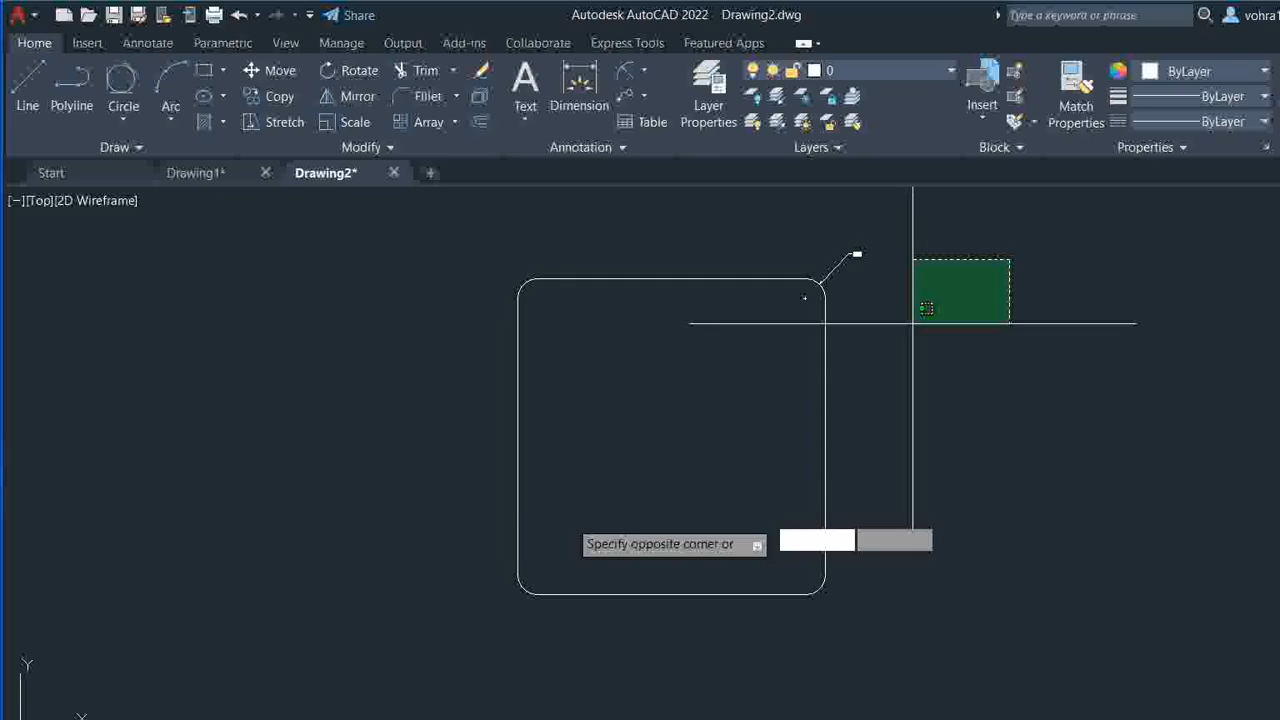 Share
Autodesk AutoCAD 2022 Drawing2.dwg
Type a keyword or phrase
vohra
Home Insert Annotate Parametric View Manage Output Add-ins Collaborate Express Tools Featured Apps
Line
Polyline
Circle
Arc
Move
Copy
Stretch
Rotate
Mirror
Scale
Trim
Fillet
Array
Text
Dimension
Table
Layer
Properties
0
Insert
Match
Properties
ByLayer
ByLayer
ByLayer
Draw Modify Annotation Layers Block Properties
Start Drawing1* Drawing2*
[−][Top][2D Wireframe]
Specify opposite corner or
Y
X